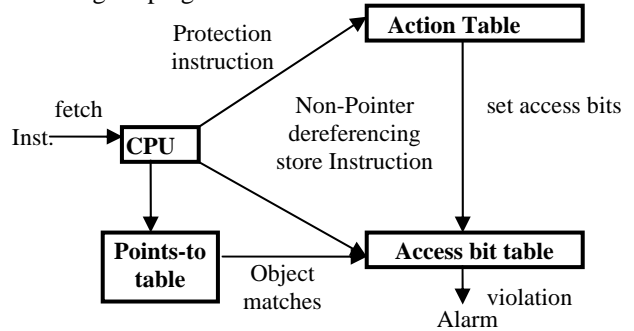 Protection
instruction
Action Table
fetch
Inst.
CPU
Non-Pointer
dereferencing
store Instruction
set access bits
Points-to
table
Object
matches
Access bit table
violation
Alarm